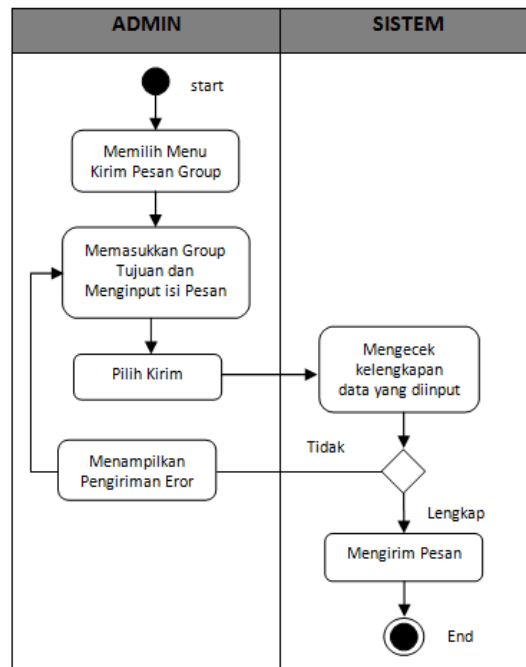 ADMIN
SISTEM
start
Memilih Menu
Kirim Pesan Group
Memasukkan Group
Tujuan dan
Menginput isi Pesan
Pilih Kirim
Mengecek
kelengkapan
data yang diinput
Tidak
Menampilkan
Pengiriman Eror
Lengkap
Mengirim Pesan
End